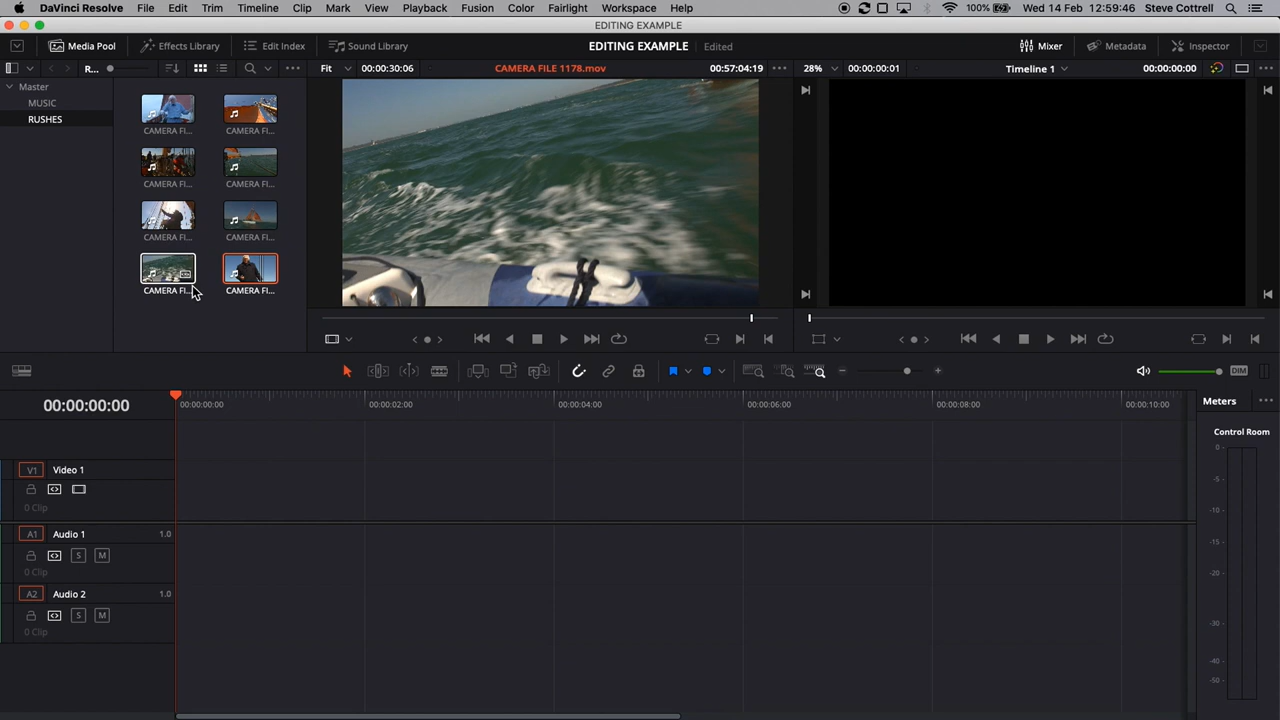 DaVinci Resolve File Edit Trim Timeline Clip Mark View Playback Fusion Color Fairlight Workspace Help 100% Wed 14 Feb 12:59:46 Steve Cottrell
EDITING EXAMPLE
Media Pool Effects Library Edit Index Sound Library EDITING EXAMPLE Edited Mixer Metadata Inspector
R... Fit 00:00:30:06 CAMERA FILE 1178.mov 00:57:04:19 28% 00:00:00:01 Timeline 1 00:00:00:00
Master
MUSIC
RUSHES
CAMERA FI... CAMERA FI...
CAMERA FI... CAMERA FI...
CAMERA FI... CAMERA FI...
CAMERA FI... CAMERA FI...
DIM
00:00:00:00 00:00:00:00 00:00:02:00 00:00:04:00 00:00:06:00 00:00:08:00 00:00:10:00 Meters
Control Room
V1 Video 1
0 Clip
A1 Audio 1 1.0
S M
0 Clip
A2 Audio 2 1.0
S M
0 Clip
0
-5
-10
-15
-20
-30
-40
-50